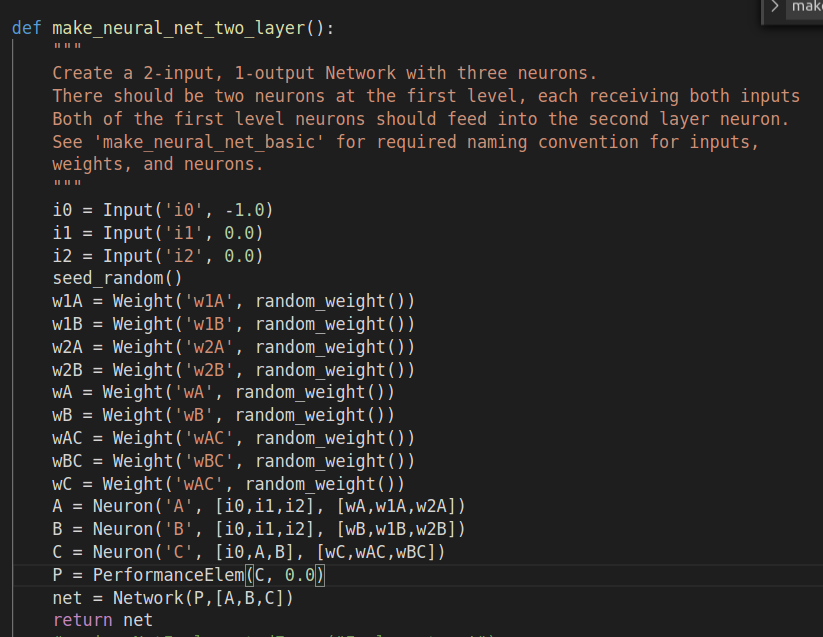 make
def make_neural_net_two_layer():
"""
Create a 2-input, 1-output Network with three neurons.
There should be two neurons at the first level, each receiving both inputs
Both of the first level neurons should feed into the second layer neuron.
See 'make_neural_net_basic' for required naming convention for inputs,
weights, and neurons.
"""
i0 = Input('i0', -1.0)
i1 = Input('i1', 0.0)
i2 = Input('i2', 0.0)
seed_random()
w1A = Weight('w1A', random_weight())
w1B = Weight('w1B', random_weight())
w2A = Weight('w2A', random_weight())
w2B = Weight('w2B', random_weight())
wA = Weight('wA', random_weight())
wB = Weight('wB', random_weight())
wAC = Weight('wAC', random_weight())
wBC = Weight('wBC', random_weight())
wC = Weight('wAC', random_weight())
A = Neuron('A', [i0,i1,i2], [wA,w1A,w2A])
B = Neuron('B', [i0,i1,i2], [wB,w1B,w2B])
C = Neuron('C', [i0,A,B], [wC,wAC,wBC])
P = PerformanceElem(C, 0.0)
net = Network(P,[A,B,C])
return net